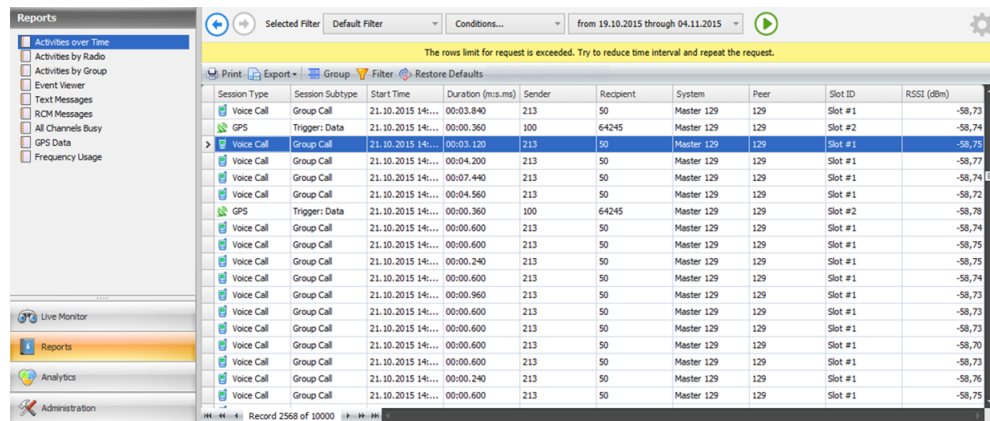 Reports
Activities over Time
Activities by Radio
Activities by Group
Event Viewer
Text Messages
RCM Messages
All Channels Busy
GPS Data
Frequency Usage
Live Monitor
Reports
Analytics
Administration
Selected Filter Default Filter Conditions... from 19.10.2015 through 04.11.2015
The rows limit for request is exceeded. Try to reduce time interval and repeat the request.
Print Export Group Filter Restore Defaults
Session Type Session Subtype Start Time Duration (m:s.ms) Sender Recipient System Peer Slot ID RSSI (dBm)
Voice Call Group Call 21.10.2015 14:... 00:03.840 213 50 Master 129 129 Slot #1 -58,73
GPS Trigger: Data 21.10.2015 14:... 00:00.360 100 64245 Master 129 129 Slot #2 -58,74
Voice Call Group Call 21.10.2015 14:... 00:03.120 213 50 Master 129 129 Slot #1 -58,75
Voice Call Group Call 21.10.2015 14:... 00:04.200 213 50 Master 129 129 Slot #1 -58,77
Voice Call Group Call 21.10.2015 14:... 00:07.440 213 50 Master 129 129 Slot #1 -58,74
Voice Call Group Call 21.10.2015 14:... 00:04.560 213 50 Master 129 129 Slot #1 -58,72
GPS Trigger: Data 21.10.2015 14:... 00:00.360 100 64245 Master 129 129 Slot #2 -58,78
Voice Call Group Call 21.10.2015 14:... 00:00.600 213 50 Master 129 129 Slot #1 -58,74
Voice Call Group Call 21.10.2015 14:... 00:00.600 213 50 Master 129 129 Slot #1 -58,75
Voice Call Group Call 21.10.2015 14:... 00:00.240 213 50 Master 129 129 Slot #1 -58,75
Voice Call Group Call 21.10.2015 14:... 00:00.600 213 50 Master 129 129 Slot #1 -58,74
Voice Call Group Call 21.10.2015 14:... 00:00.960 213 50 Master 129 129 Slot #1 -58,73
Voice Call Group Call 21.10.2015 14:... 00:00.600 213 50 Master 129 129 Slot #1 -58,73
Voice Call Group Call 21.10.2015 14:... 00:00.600 213 50 Master 129 129 Slot #1 -58,73
Voice Call Group Call 21.10.2015 14:... 00:00.600 213 50 Master 129 129 Slot #1 -58,70
Voice Call Group Call 21.10.2015 14:... 00:00.600 213 50 Master 129 129 Slot #1 -58,73
Voice Call Group Call 21.10.2015 14:... 00:00.240 213 50 Master 129 129 Slot #1 -58,76
Voice Call Group Call 21.10.2015 14:... 00:00.600 213 50 Master 129 129 Slot #1 -58,75
Record 2568 of 10000